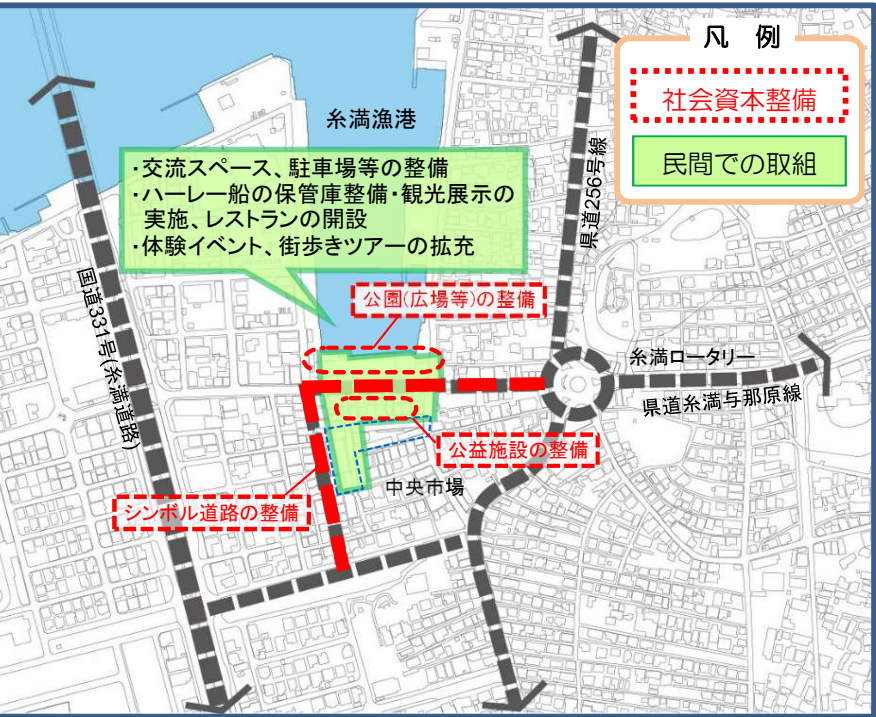 凡 例
社会資本整備
民間での取組
糸満漁港
・交流スペース、駐車場等の整備
・ハーレー船の保管庫整備・観光展示の
実施、レストランの開設
・体験イベント、街歩きツアーの拡充
県道256号線
国道331号(糸満道路)
公園(広場等)の整備
糸満ロータリー
県道糸満与那原線
公益施設の整備
中央市場
シンボル道路の整備